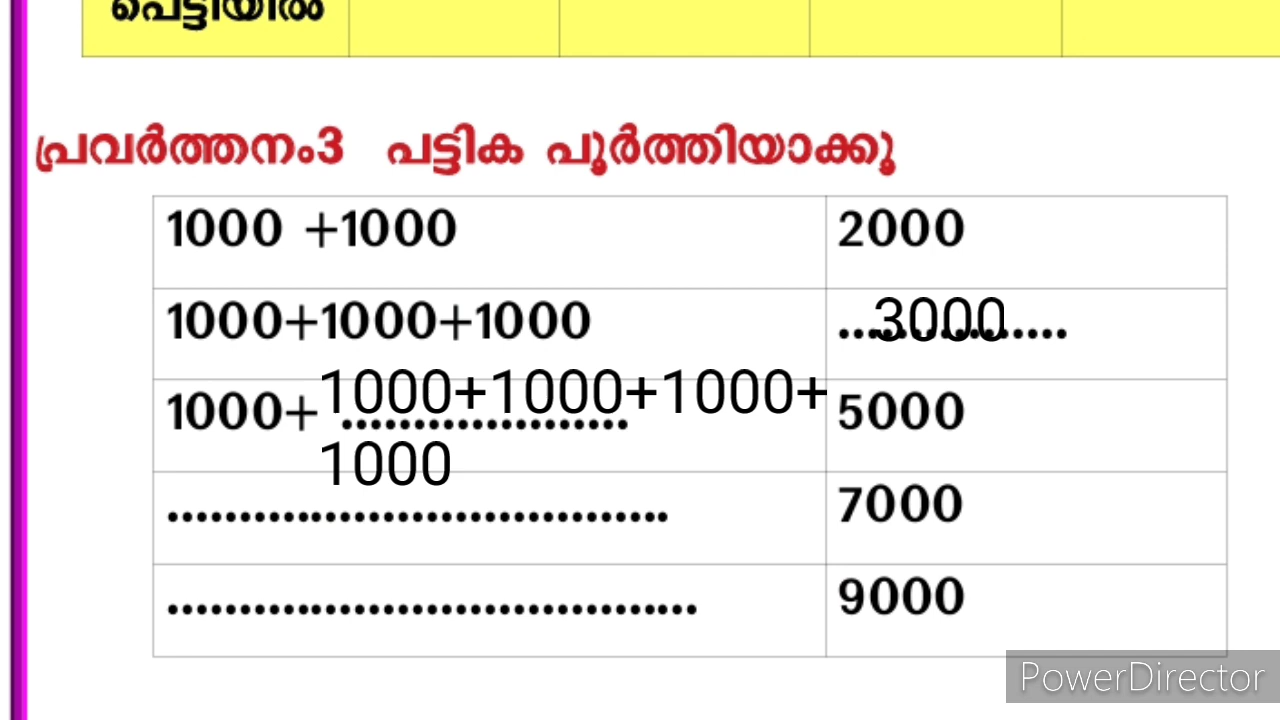 പെട്ടിയിൽ
പ്രവർത്തനം3 പട്ടിക പൂർത്തിയാക്കൂ
1000 +1000 2000
1000+1000+1000 ................ 3000
1000+ .................... 1000+1000+1000+ 5000
1000
................................... 7000
..................................... 9000
PowerDirector